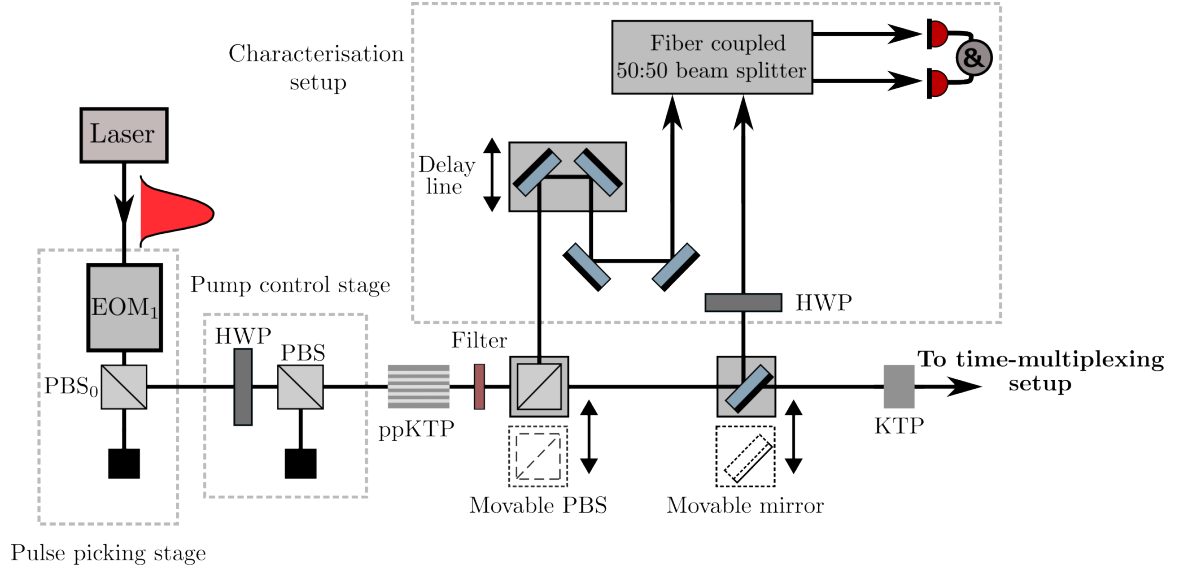 Characterisation
setup
Fiber coupled
50:50 beam splitter
&
Laser
Delay
line
EOM₁
Pump control stage
HWP
HWP
PBS
Filter
PBS₀
To time-multiplexing
setup
ppKTP
KTP
Movable PBS
Movable mirror
Pulse picking stage